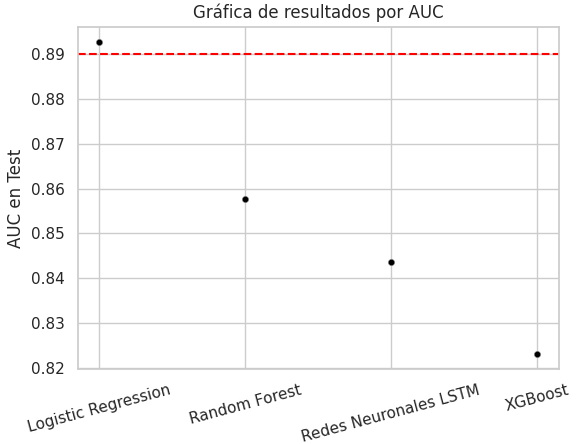 Gráfica de resultados por AUC
AUC en Test
0.89
0.88
0.87
0.86
0.85
0.84
0.83
0.82
Logistic Regression
Random Forest
Redes Neuronales LSTM
XGBoost